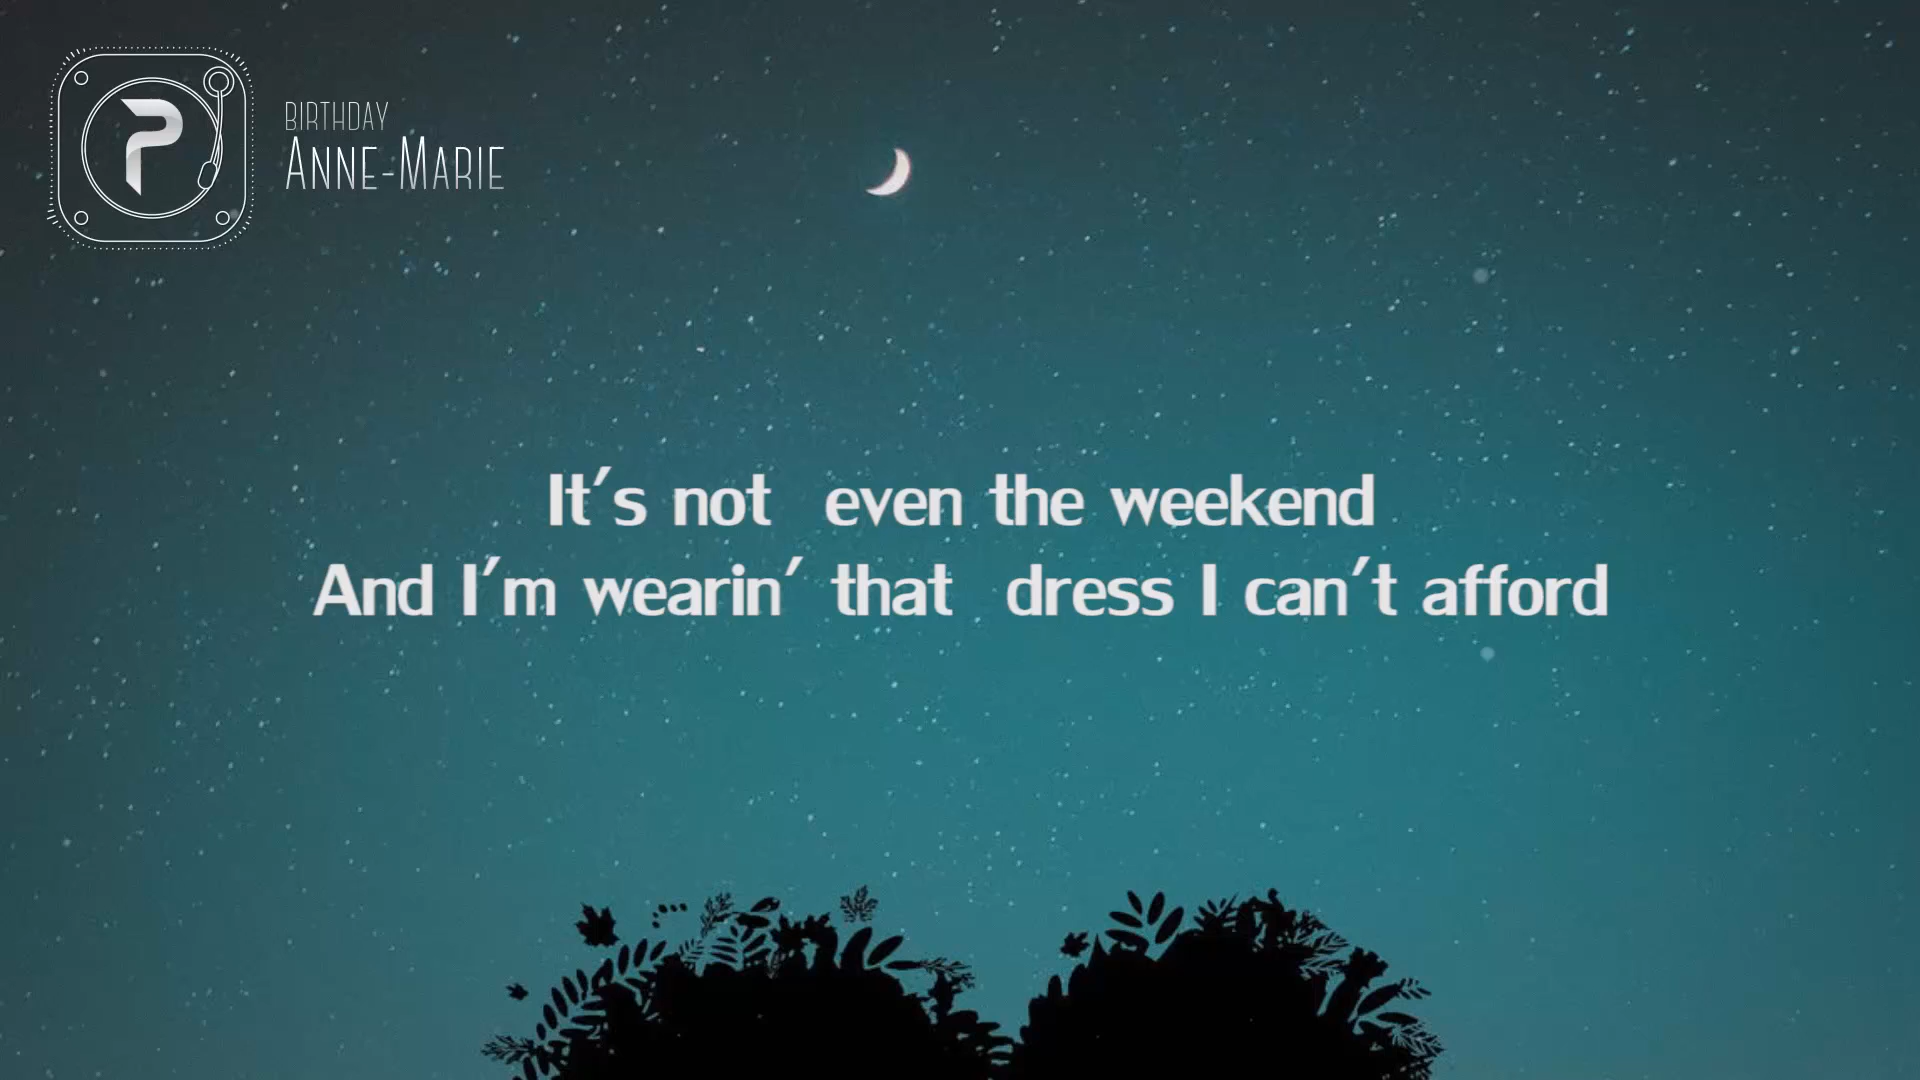 P
BIRTHDAY
ANNE-MARIE
It's not even the weekend
And I'm wearin' that dress I can't afford